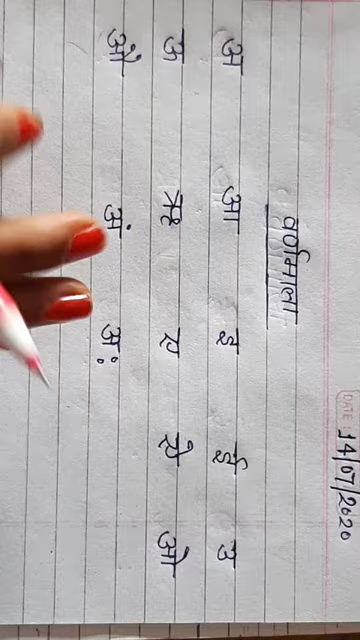 DATE: 14/07/2020
वर्णमाला
अ आ इ ई उ
ऊ ऋ ए ऐ ओ
औ अं अः